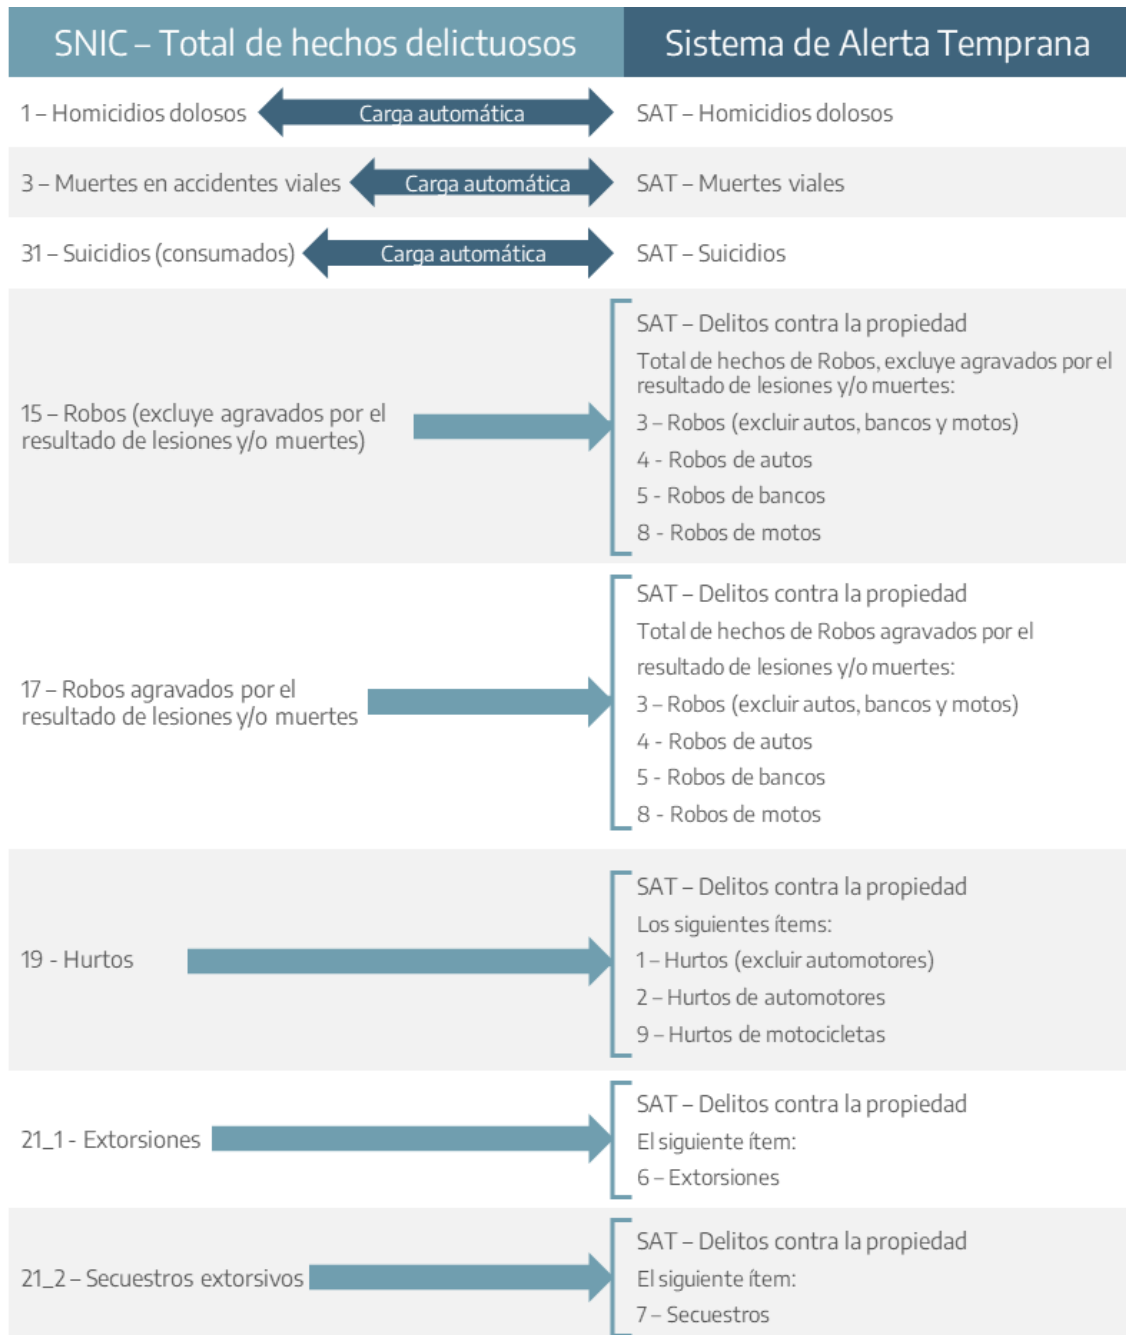 SNIC – Total de hechos delictuosos
Sistema de Alerta Temprana
1 – Homicidios dolosos
Carga automática
SAT – Homicidios dolosos
3 – Muertes en accidentes viales
Carga automática
SAT – Muertes viales
31 – Suicidios (consumados)
Carga automática
SAT – Suicidios
15 – Robos (excluye agravados por el
resultado de lesiones y/o muertes)
SAT – Delitos contra la propiedad
Total de hechos de Robos, excluye agravados por el
resultado de lesiones y/o muertes:
3 – Robos (excluir autos, bancos y motos)
4 - Robos de autos
5 - Robos de bancos
8 - Robos de motos
17 – Robos agravados por el
resultado de lesiones y/o muertes
SAT – Delitos contra la propiedad
Total de hechos de Robos agravados por el
resultado de lesiones y/o muertes:
3 – Robos (excluir autos, bancos y motos)
4 - Robos de autos
5 - Robos de bancos
8 - Robos de motos
19 - Hurtos
SAT – Delitos contra la propiedad
Los siguientes ítems:
1 – Hurtos (excluir automotores)
2 – Hurtos de automotores
9 – Hurtos de motocicletas
21_1 - Extorsiones
SAT – Delitos contra la propiedad
El siguiente ítem:
6 – Extorsiones
21_2 – Secuestros extorsivos
SAT – Delitos contra la propiedad
El siguiente ítem:
7 – Secuestros